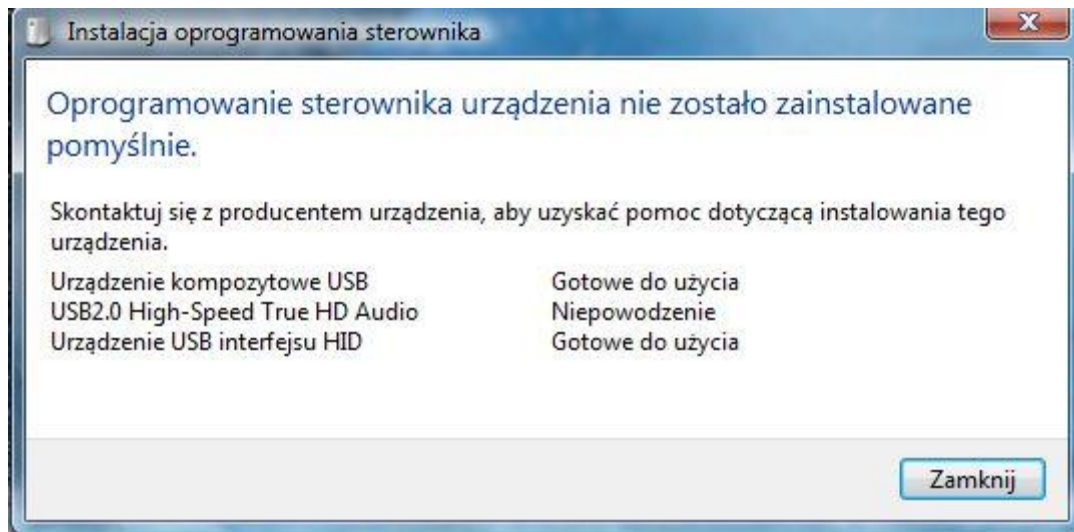 Instalacja oprogramowania sterownika
Oprogramowanie sterownika urządzenia nie zostało zainstalowane
pomyślnie.
Skontaktuj się z producentem urządzenia, aby uzyskać pomoc dotyczącą instalowania tego
urządzenia.
Urządzenie kompozytowe USB Gotowe do użycia
USB2.0 High-Speed True HD Audio Niepowodzenie
Urządzenie USB interfejsu HID Gotowe do użycia
Zamknij